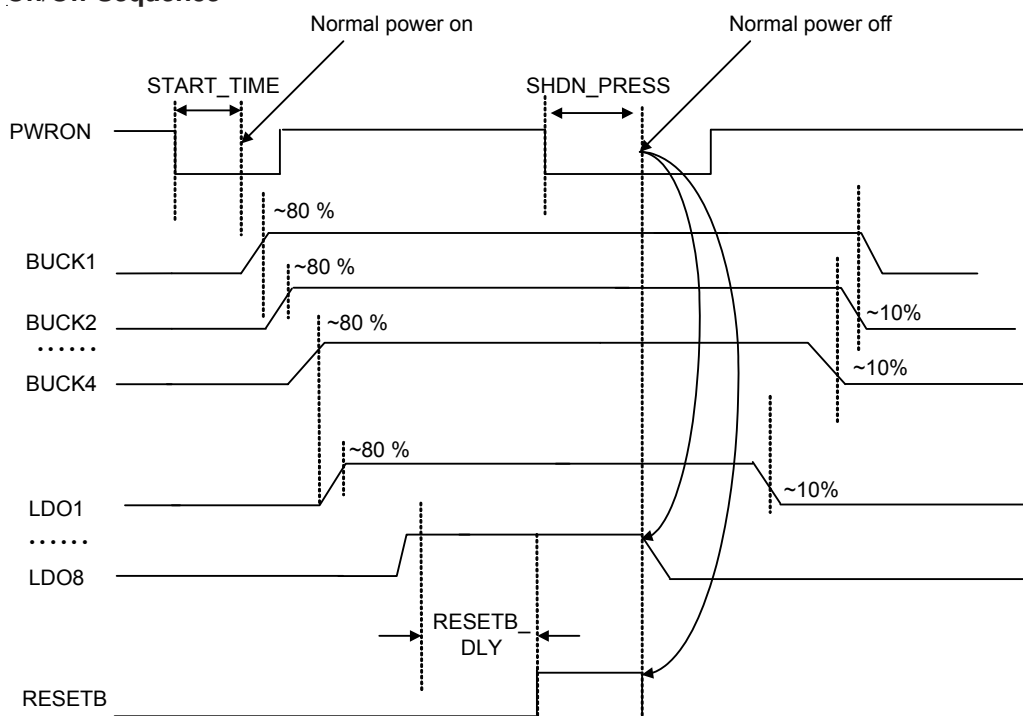 Sequence
Normal power on
Normal power off
START_TIME
SHDN_PRESS
PWRON
~80 %
BUCK1
~80 %
BUCK2
~10%
......
~80 %
BUCK4
~10%
~80 %
LDO1
~10%
......
LDO8
RESETB_
DLY
RESETB